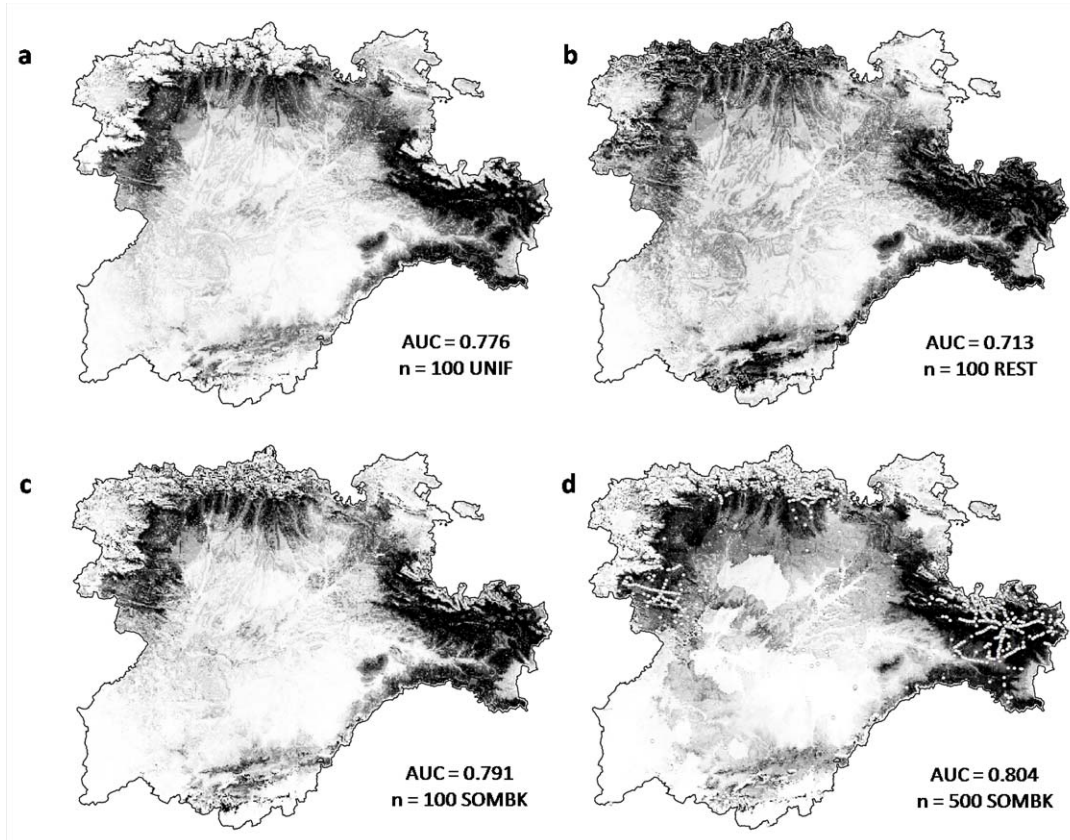 a
b
AUC = 0.776
n = 100 UNIF
AUC = 0.713
n = 100 REST
c
d
AUC = 0.791
n = 100 SOMBK
AUC = 0.804
n = 500 SOMBK